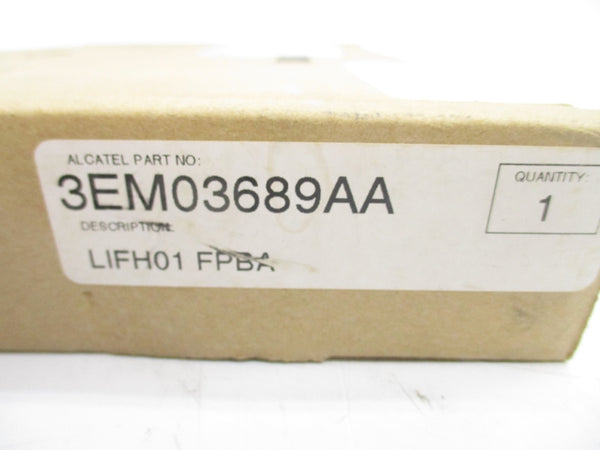 ALCATEL PART NO:
3EM03689AA
DESCRIPTION:
LIFH01 FPBA
QUANTITY:
1